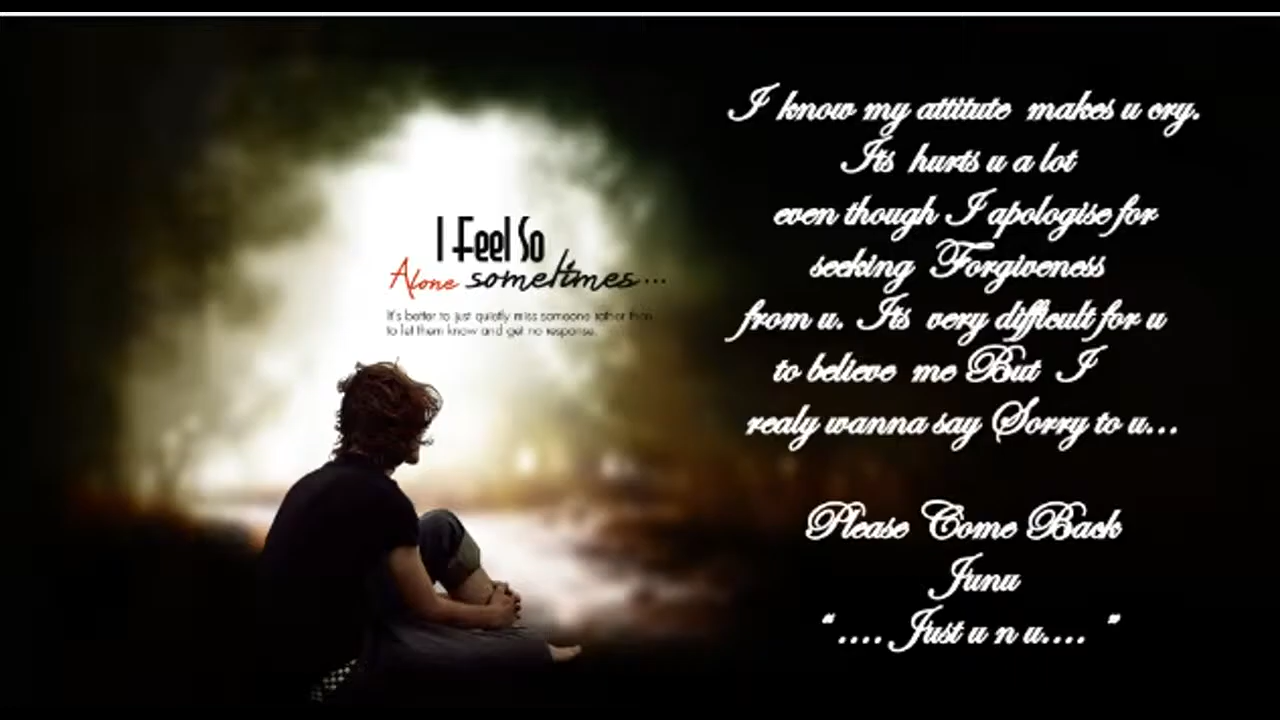 I Feel So
Alone sometimes...
It's better to just quietly miss someone rather than
to let them know and get no response.
I know my attitute makes u cry.
Its hurts u a lot
even though I apologise for
seeking Forgiveness
from u. Its very difficult for u
to believe me But I
realy wanna say Sorry to u...
Please Come Back
Junu
“.... Just u n u.... ”